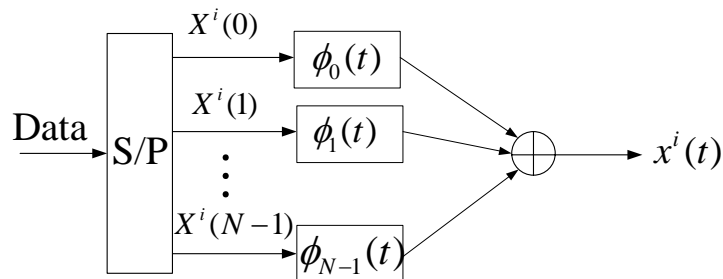 X^i(0)
ϕ_0(t)
X^i(1)
ϕ_1(t)
Data
S/P
x^i(t)
X^i(N−1)
ϕ_{N−1}(t)